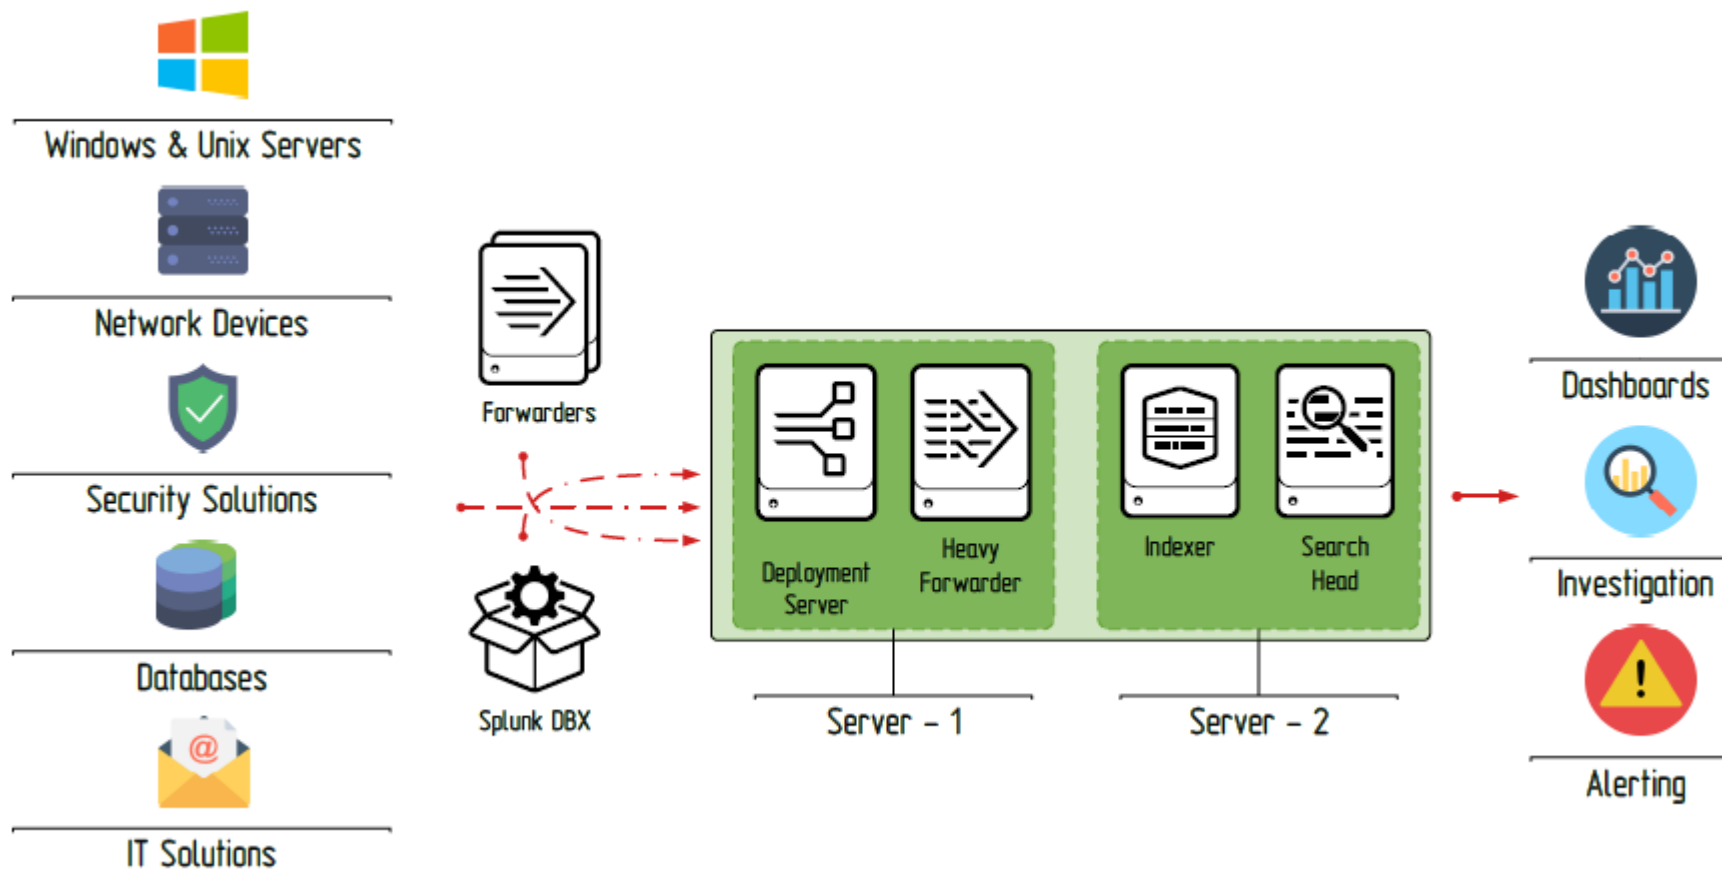 Windows & Unix Servers
Network Devices
Security Solutions
Databases
@
IT Solutions
Forwarders
Splunk DBX
Deployment
Server
Heavy
Forwarder
Indexer
Search
Head
Server - 1
Server - 2
Dashboards
Investigation
!
Alerting